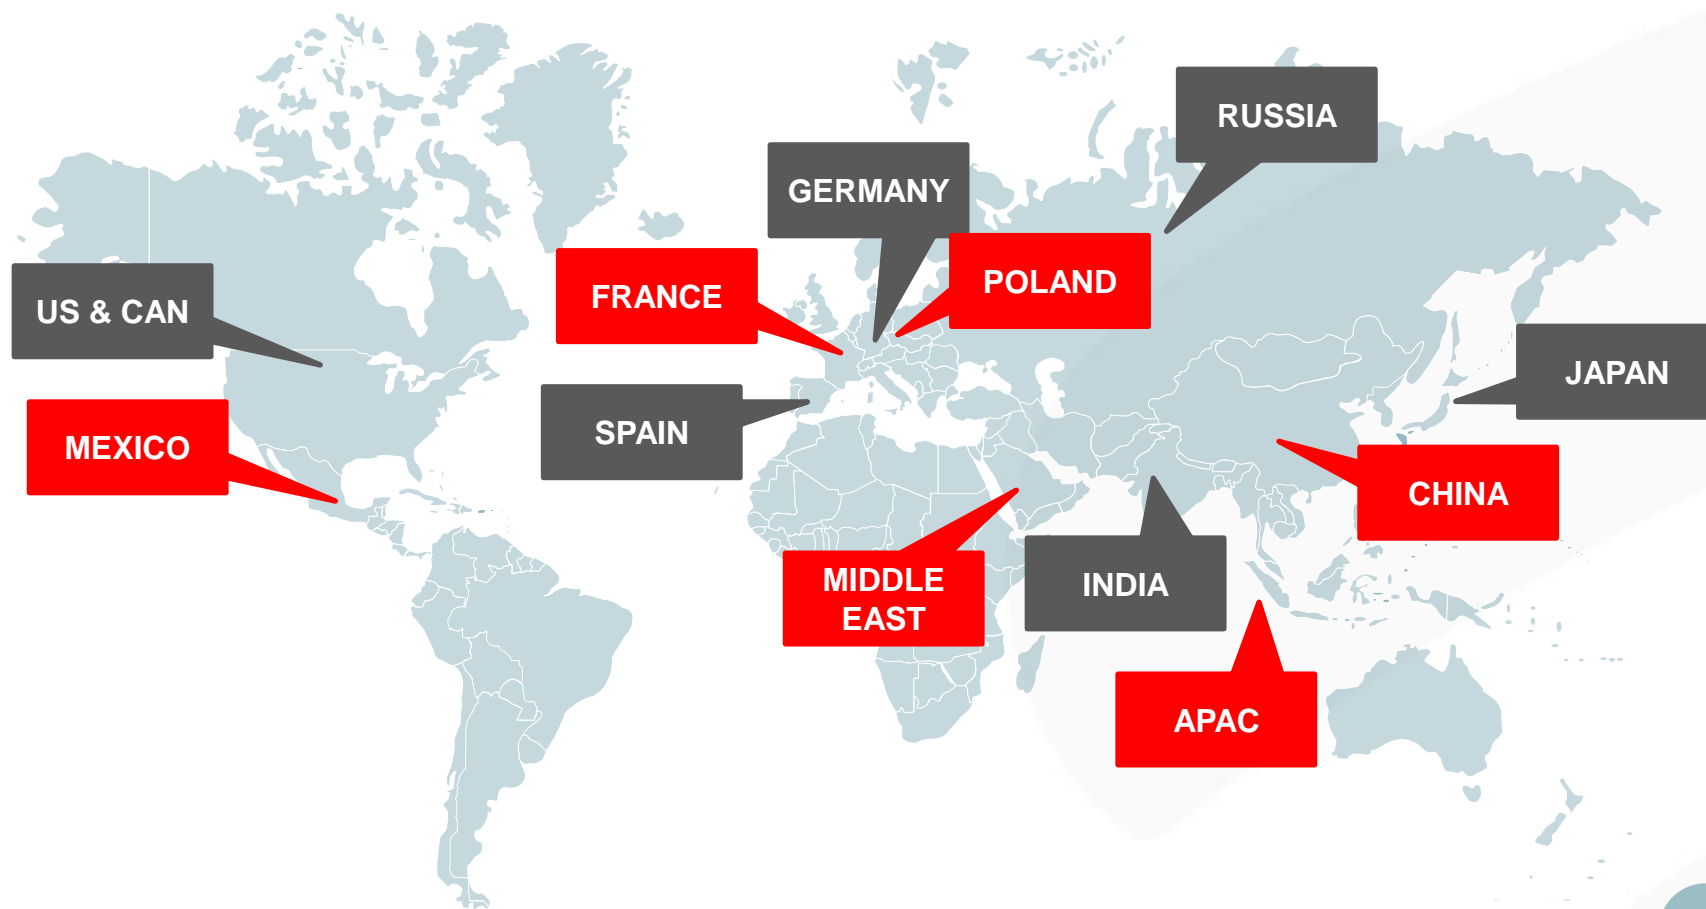 RUSSIA
GERMANY
POLAND
FRANCE
US & CAN
JAPAN
SPAIN
MEXICO
CHINA
MIDDLE
EAST
INDIA
APAC